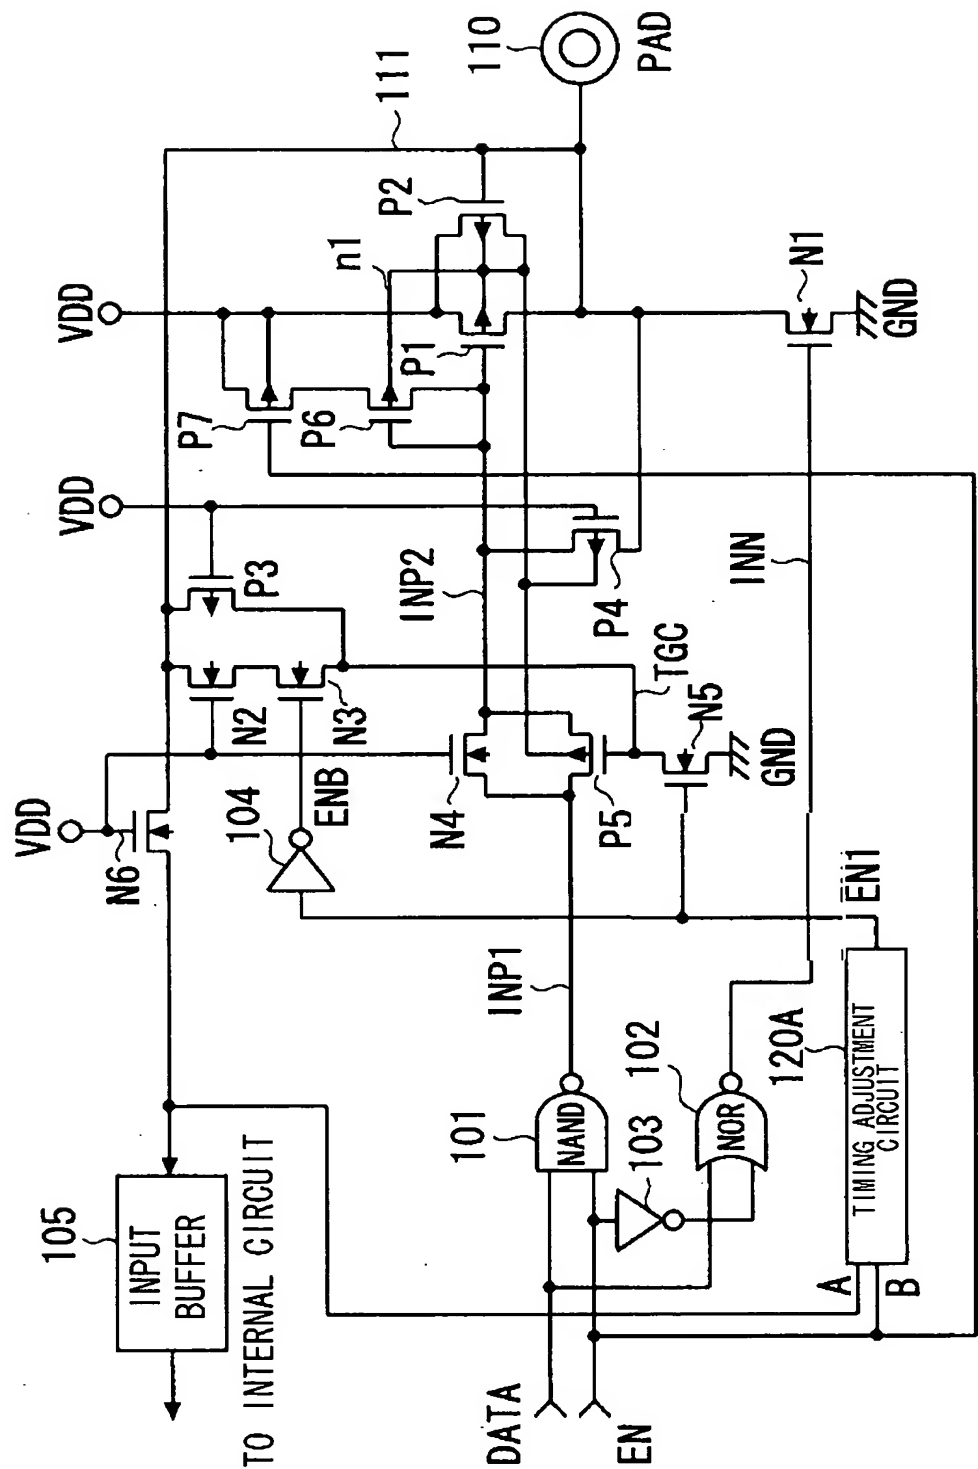 VDD
N6
105
INPUT
BUFFER
TO INTERNAL CIRCUIT
104
ENB
N2
N3
P3
VDD
P7
P6
VDD
n1
P1
P2
111
110
PAD
INP2
N4
P5
P4
TGC
N5
GND
INN
N1
GND
INP1
101
NAND
103
102
NOR
EN1
120A
TIMING ADJUSTMENT
CIRCUIT
A
B
DATA
EN